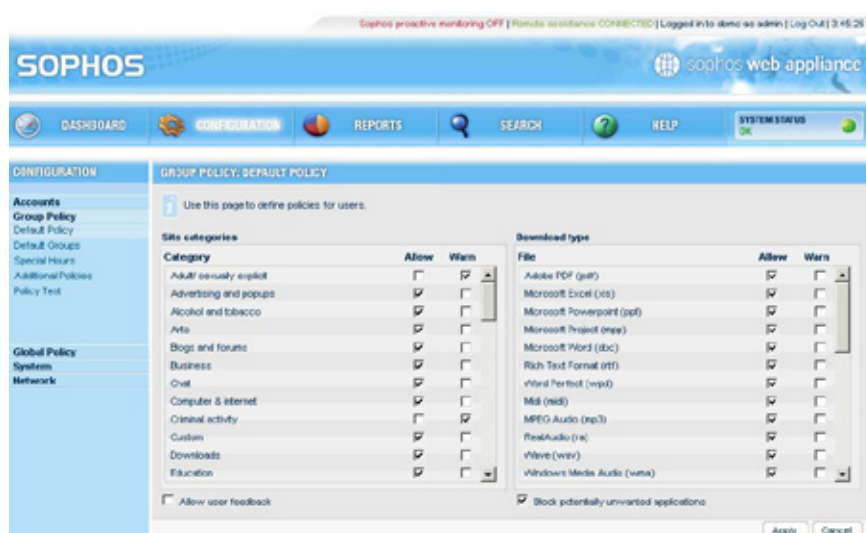 Sophos proactive monitoring OFF | Remote assistance CONNECTED | Logged in to demo as admin | Log Out | 3:45:26
SOPHOS
sophos web appliance
DASHBOARD
CONFIGURATION
REPORTS
SEARCH
HELP
SYSTEM STATUS
OK
CONFIGURATION
Accounts
Group Policy
Default Policy
Default Groups
Special Hours
Additional Policies
Policy Test
Global Policy
System
Network
GROUP POLICY: DEFAULT POLICY
Use this page to define policies for users.
Site categories
Category Allow Warn
Adult/ sexually explicit
Advertising and popups
Alcohol and tobacco
Arts
Blogs and forums
Business
Chat
Computer & internet
Criminal activity
Custom
Downloads
Education
Allow user feedback
Download type
File Allow Warn
Adobe PDF (pdf)
Microsoft Excel (xls)
Microsoft Powerpoint (ppt)
Microsoft Project (mpp)
Microsoft Word (doc)
Rich Text Format (rtf)
Word Perfect (wpd)
Midi (midi)
MPEG Audio (mp3)
RealAudio (ra)
Wave (wav)
Windows Media Audio (wma)
Block potentially unwanted applications
Apply Cancel